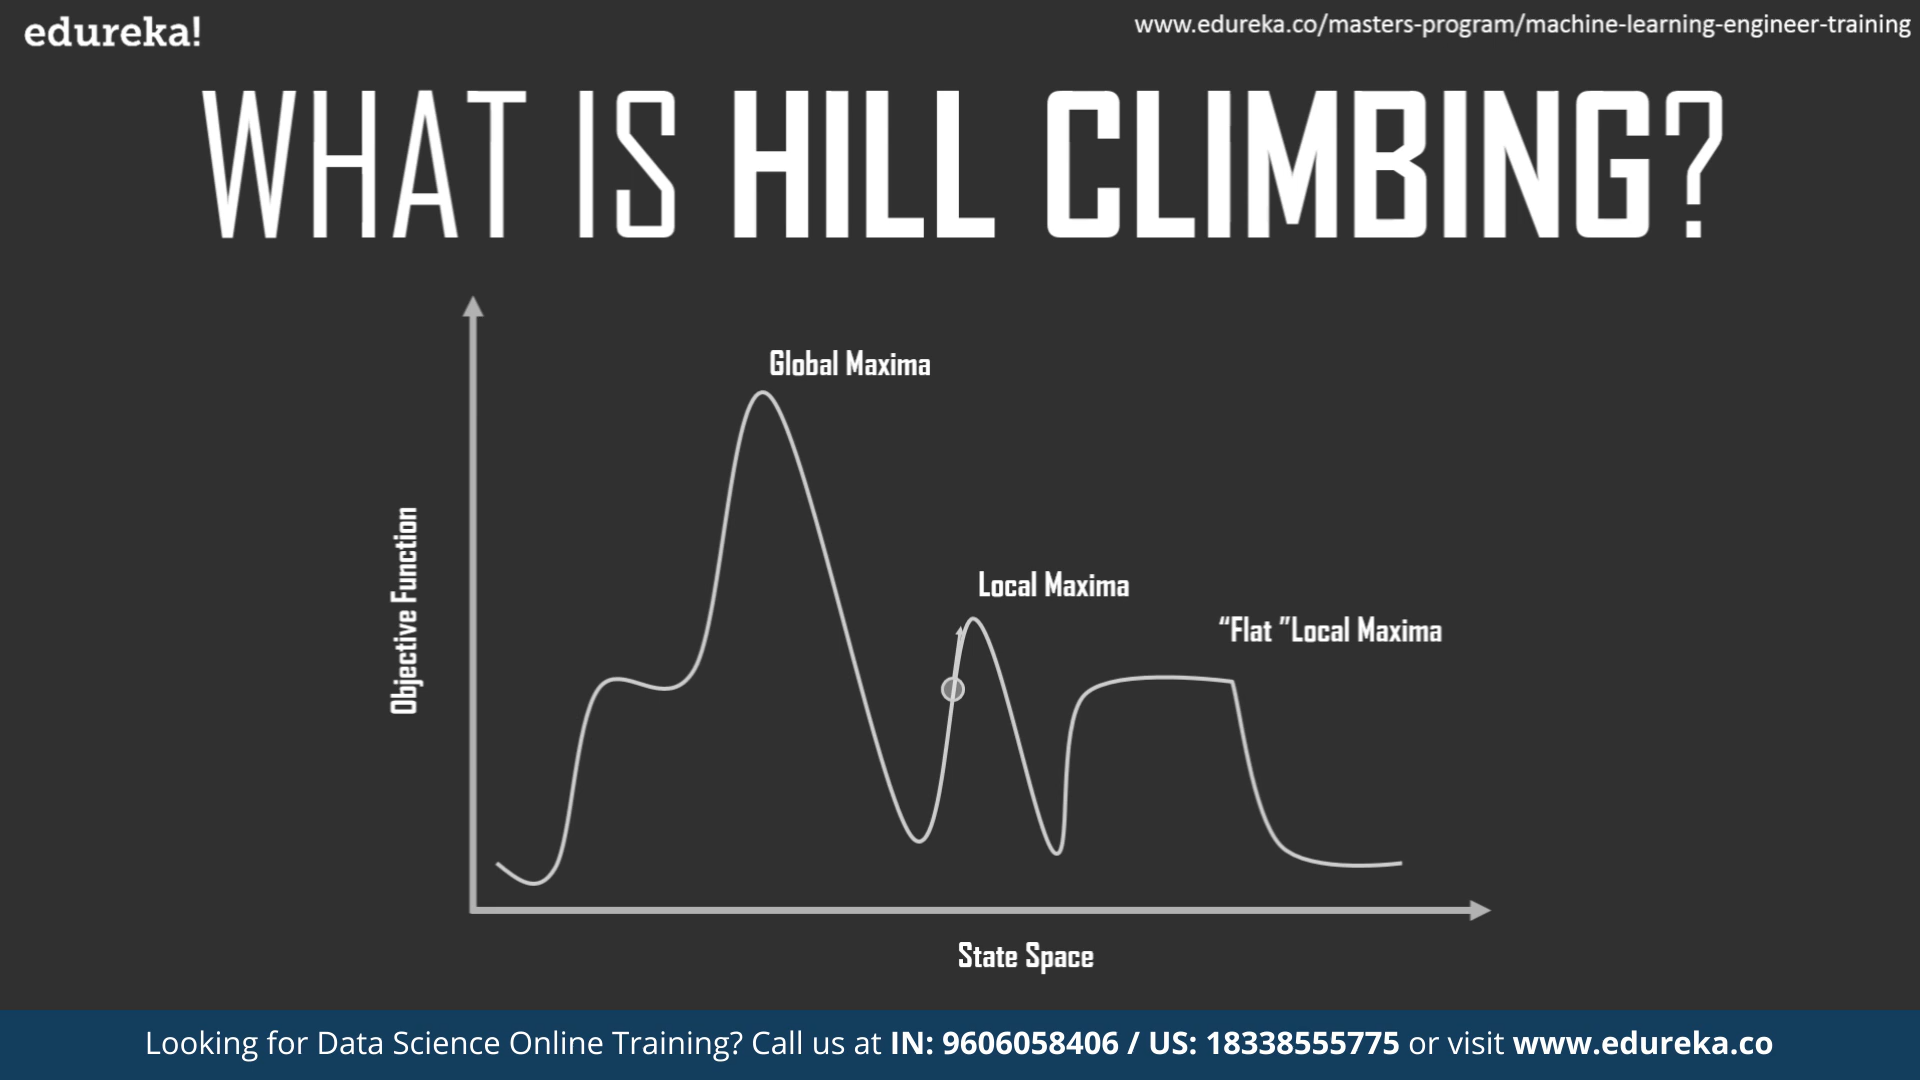 edureka!
www.edureka.co/masters-program/machine-learning-engineer-training
WHAT IS HILL CLIMBING?
Global Maxima
Local Maxima
“Flat ”Local Maxima
Objective Function
State Space
Looking for Data Science Online Training? Call us at IN: 9606058406 / US: 18338555775 or visit www.edureka.co